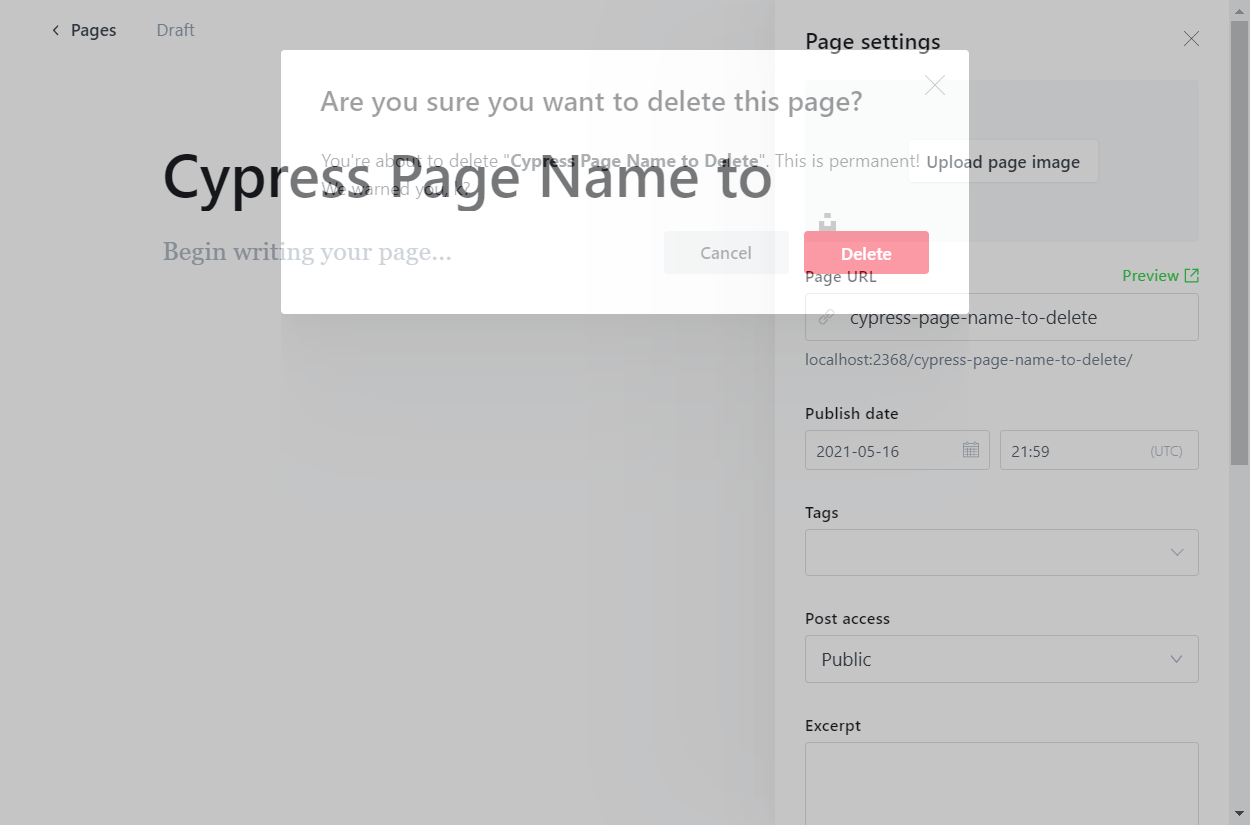 Pages
Draft
Page settings
Are you sure you want to delete this page?
You're about to delete "Cypress Page Name to Delete". This is permanent!
We warned you, k?
Cancel
Delete
Cypress Page Name to
Begin writing your page...
Upload page image
Page URL
Preview
cypress-page-name-to-delete
localhost:2368/cypress-page-name-to-delete/
Publish date
2021-05-16
21:59
(UTC)
Tags
Post access
Public
Excerpt